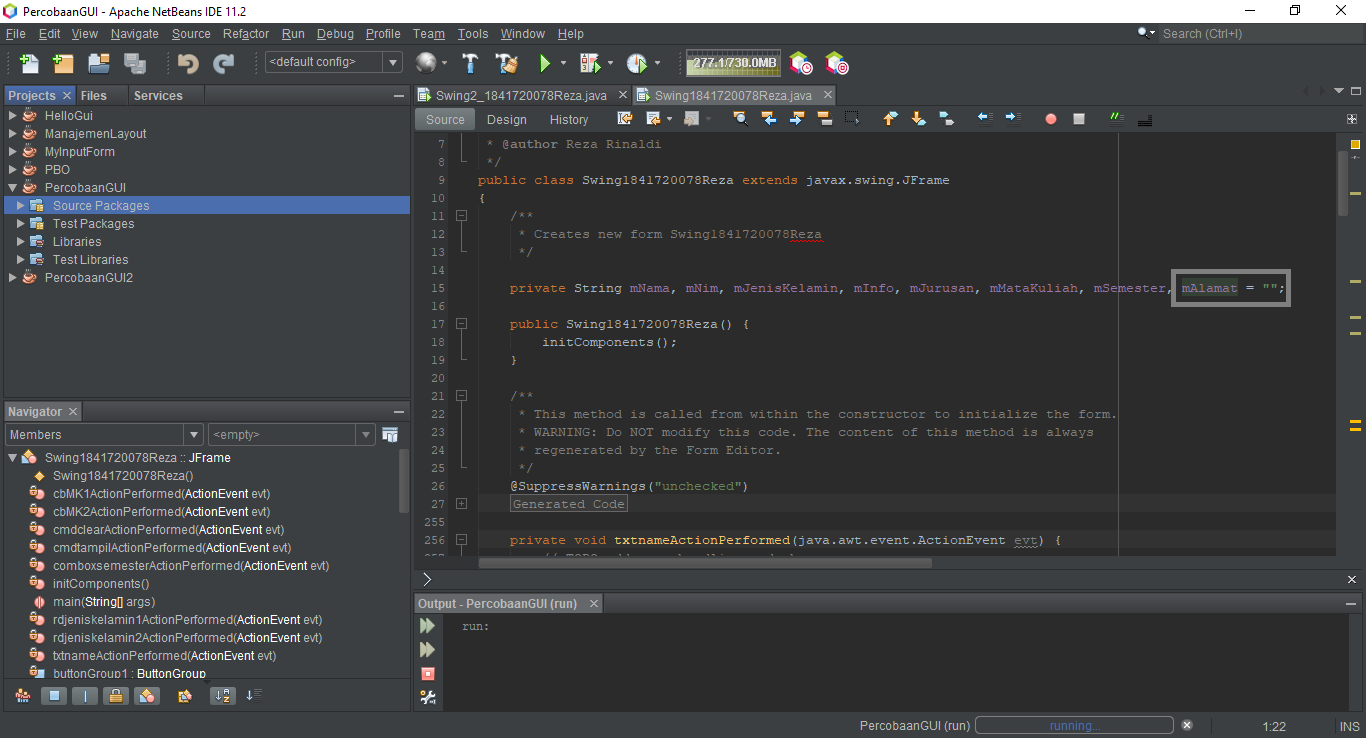 PercobaanGUI - Apache NetBeans IDE 11.2
File Edit View Navigate Source Refactor Run Debug Profile Team Tools Window Help
Search (Ctrl+I)
<default config>
277.1/730.0MB
Projects Files Services
HelloGui
ManajemenLayout
MyInputForm
PBO
PercobaanGUI
Source Packages
Test Packages
Libraries
Test Libraries
PercobaanGUI2
Navigator
Members <empty>
Swing1841720078Reza :: JFrame
Swing1841720078Reza()
cbMK1ActionPerformed(ActionEvent evt)
cbMK2ActionPerformed(ActionEvent evt)
cmdclearActionPerformed(ActionEvent evt)
cmdtampilActionPerformed(ActionEvent evt)
comboxsemesterActionPerformed(ActionEvent evt)
initComponents()
main(String[] args)
rdjeniskelamin1ActionPerformed(ActionEvent evt)
rdjeniskelamin2ActionPerformed(ActionEvent evt)
txtnameActionPerformed(ActionEvent evt)
buttonGroup1 : ButtonGroup
Swing2_1841720078Reza.java Swing1841720078Reza.java
Source Design History
7 * @author Reza Rinaldi
8 */
9 public class Swing1841720078Reza extends javax.swing.JFrame
10 {
11 /**
12 * Creates new form Swing1841720078Reza
13 */
14
15 private String mNama, mNim, mJenisKelamin, mInfo, mJurusan, mMataKuliah, mSemester, mAlamat = "";
16
17 public Swing1841720078Reza() {
18 initComponents();
19 }
20
21 /**
22 * This method is called from within the constructor to initialize the form.
23 * WARNING: Do NOT modify this code. The content of this method is always
24 * regenerated by the Form Editor.
25 */
26 @SuppressWarnings("unchecked")
27 Generated Code
255
256 private void txtnameActionPerformed(java.awt.event.ActionEvent evt) {
Output - PercobaanGUI (run)
run:
PercobaanGUI (run) running... 1:22 INS